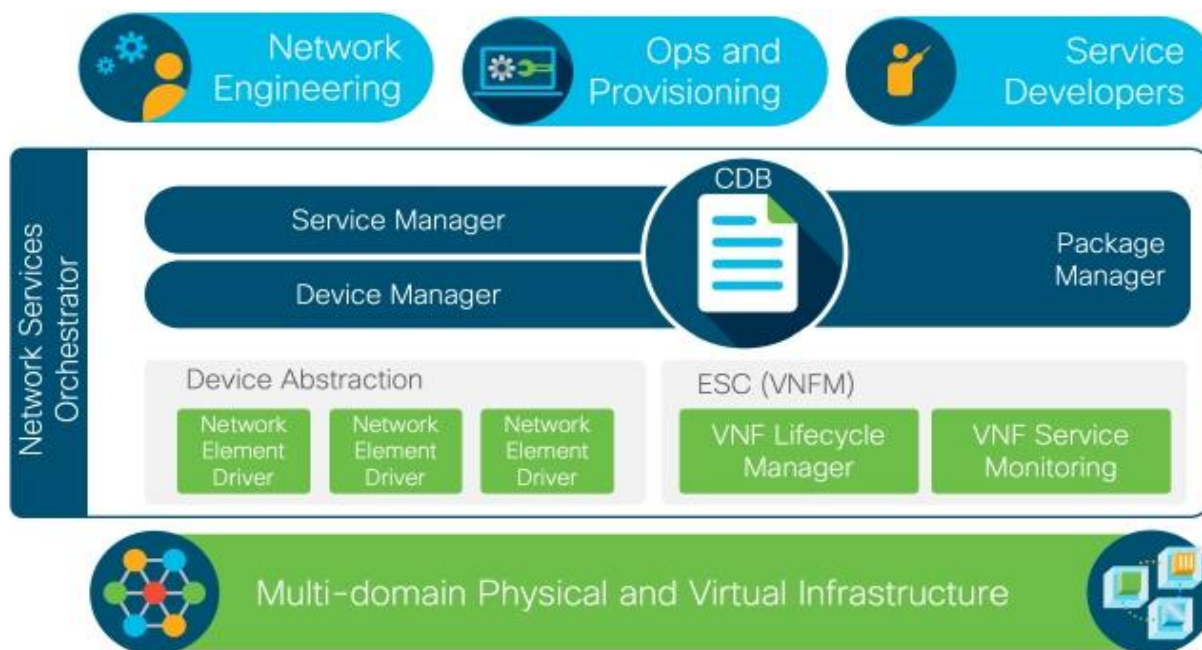 Network
Engineering
Ops and
Provisioning
Service
Developers
Network Services
Orchestrator
CDB
Service Manager
Device Manager
Package
Manager
Device Abstraction
Network
Element
Driver
Network
Element
Driver
Network
Element
Driver
ESC (VNFM)
VNF Lifecycle
Manager
VNF Service
Monitoring
Multi-domain Physical and Virtual Infrastructure